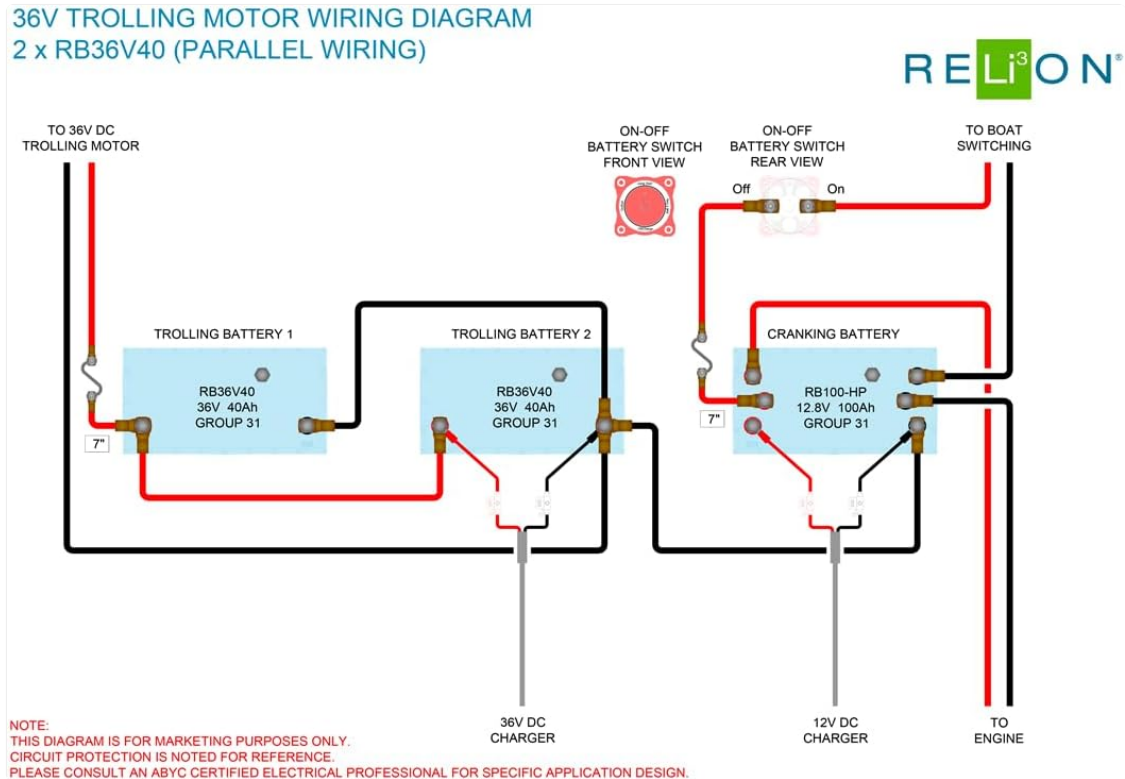 36V TROLLING MOTOR WIRING DIAGRAM
2 x RB36V40 (PARALLEL WIRING)
RELi³ON®
TO 36V DC
TROLLING MOTOR
ON-OFF
BATTERY SWITCH
FRONT VIEW
ON-OFF
BATTERY SWITCH
REAR VIEW
TO BOAT
SWITCHING
Off
On
TROLLING BATTERY 1
TROLLING BATTERY 2
CRANKING BATTERY
RB36V40
36V 40Ah
GROUP 31
RB36V40
36V 40Ah
GROUP 31
RB100-HP
12.8V 100Ah
GROUP 31
7"
7"
36V DC
CHARGER
12V DC
CHARGER
TO
ENGINE
NOTE:
THIS DIAGRAM IS FOR MARKETING PURPOSES ONLY.
CIRCUIT PROTECTION IS NOTED FOR REFERENCE.
PLEASE CONSULT AN ABYC CERTIFIED ELECTRICAL PROFESSIONAL FOR SPECIFIC APPLICATION DESIGN.